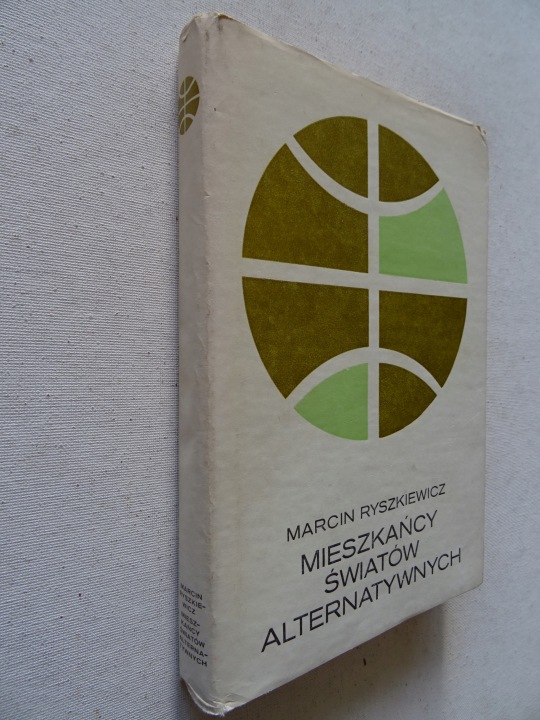 MARCIN RYSZKIEWICZ
MIESZKAŃCY
ŚWIATÓW
ALTERNATYWNYCH
MARCIN
RYSZKIE-
WICZ
MIESZ-
KAŃCY
ŚWIATÓW
ALTERNA-
TYWNYCH